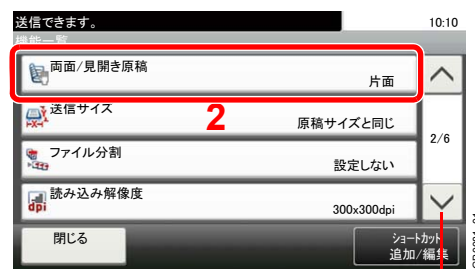 送信できます。
10:10
機能一覧
両面/見開き原稿
片面
送信サイズ
2
原稿サイズと同じ
2/6
ファイル分割
設定しない
読み込み解像度
300x300dpi
閉じる
ショートカット
追加/編集